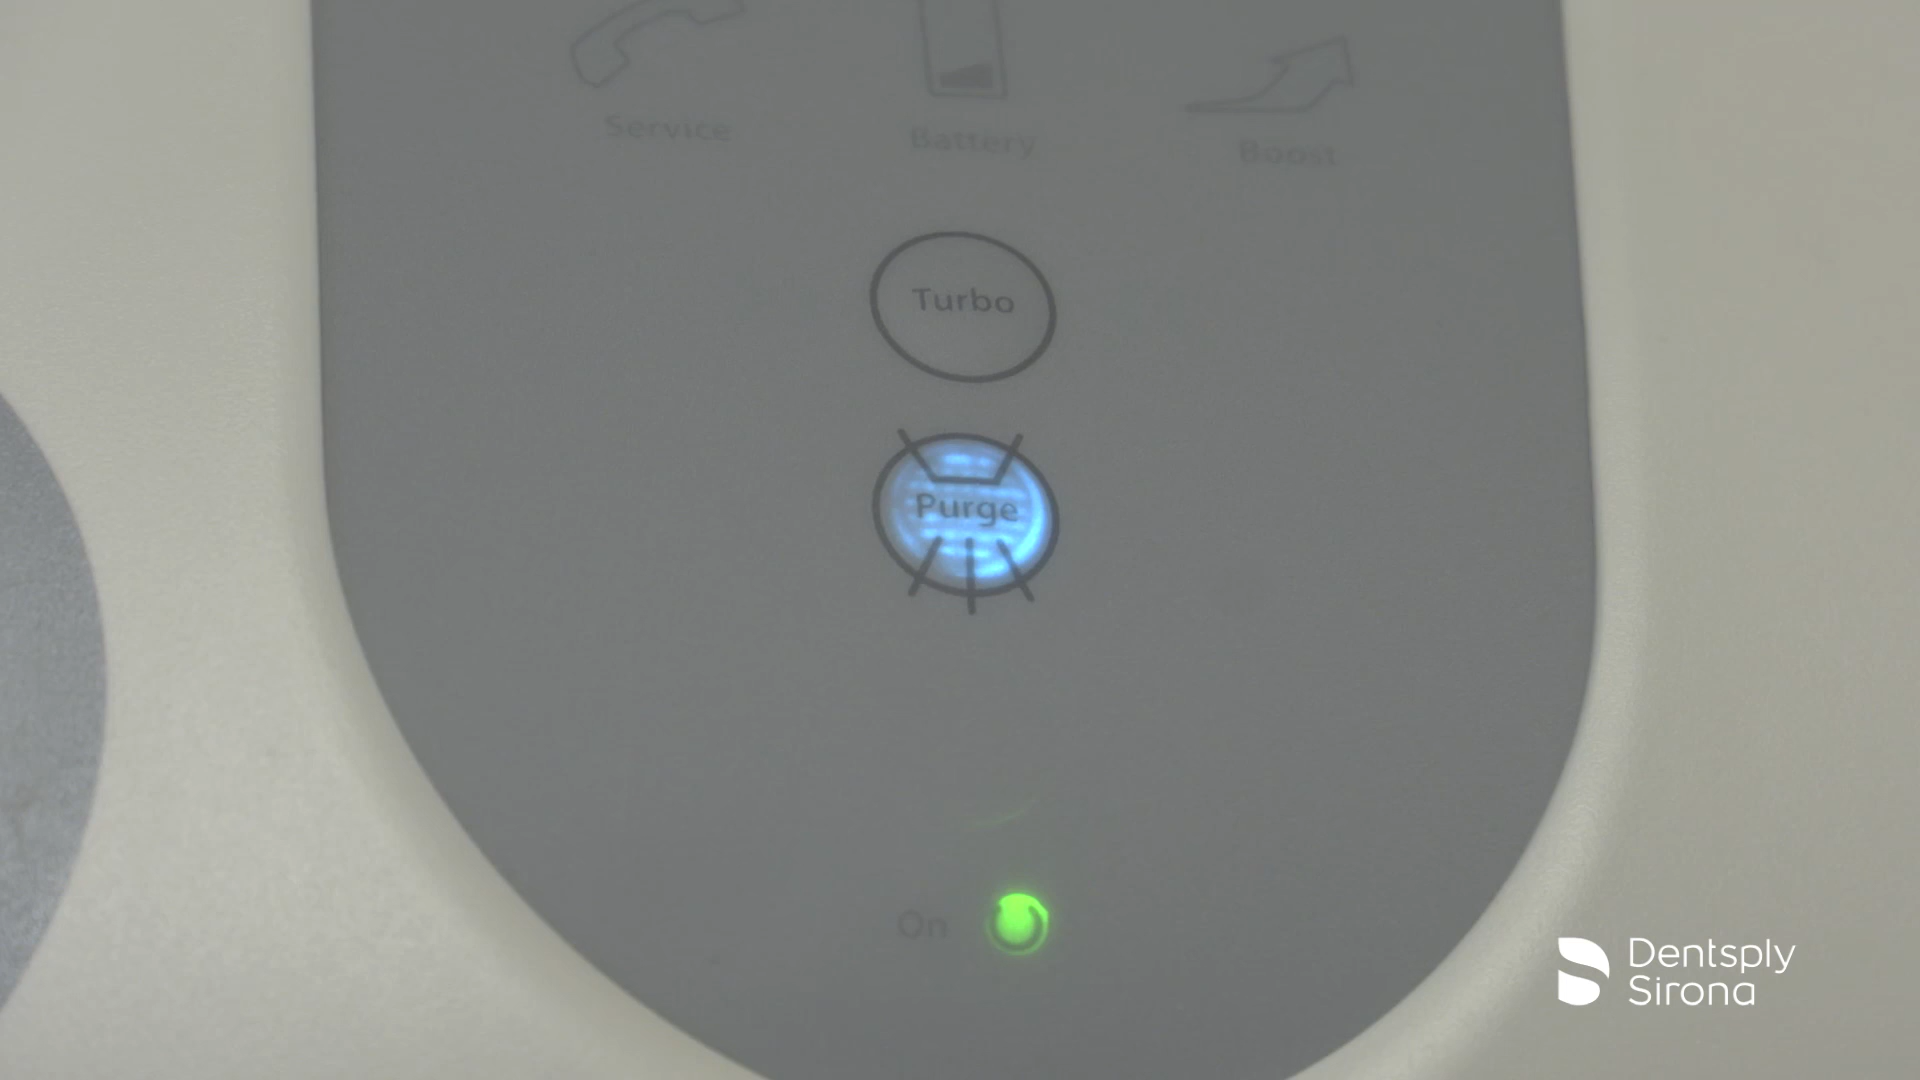 Service
Battery
Boost
Turbo
Purge
On
Dentsply
Sirona